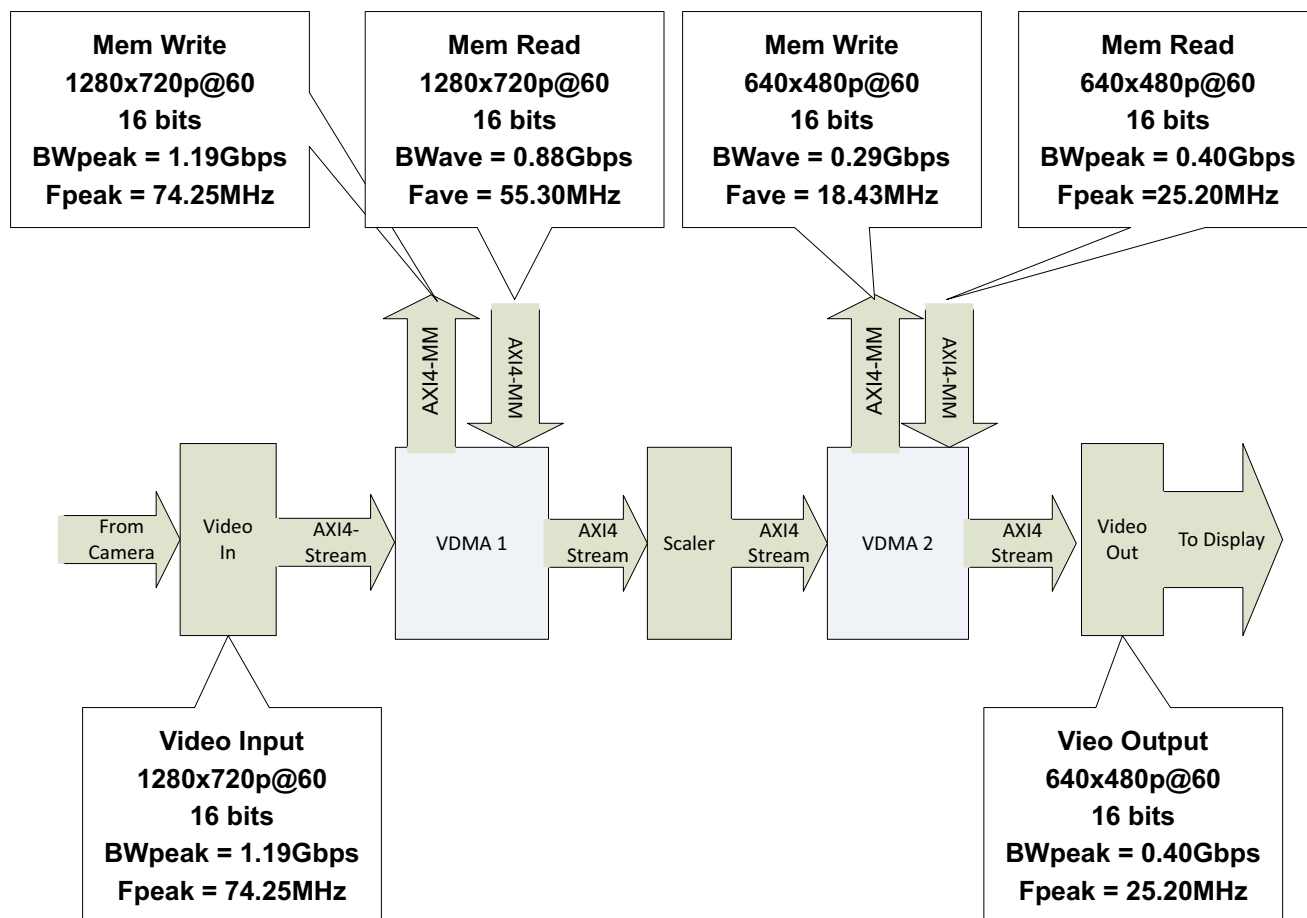 Mem Write
1280x720p@60
16 bits
BWpeak = 1.19Gbps
Fpeak = 74.25MHz
Mem Read
1280x720p@60
16 bits
BWave = 0.88Gbps
Fave = 55.30MHz
Mem Write
640x480p@60
16 bits
BWave = 0.29Gbps
Fave = 18.43MHz
Mem Read
640x480p@60
16 bits
BWpeak = 0.40Gbps
Fpeak =25.20MHz
AXI4-MM
AXI4-MM
AXI4-MM
AXI4-MM
From
Camera
Video
In
AXI4-
Stream
VDMA 1
AXI4
Stream
Scaler
AXI4
Stream
VDMA 2
AXI4
Stream
Video
Out
To Display
Video Input
1280x720p@60
16 bits
BWpeak = 1.19Gbps
Fpeak = 74.25MHz
Vieo Output
640x480p@60
16 bits
BWpeak = 0.40Gbps
Fpeak = 25.20MHz